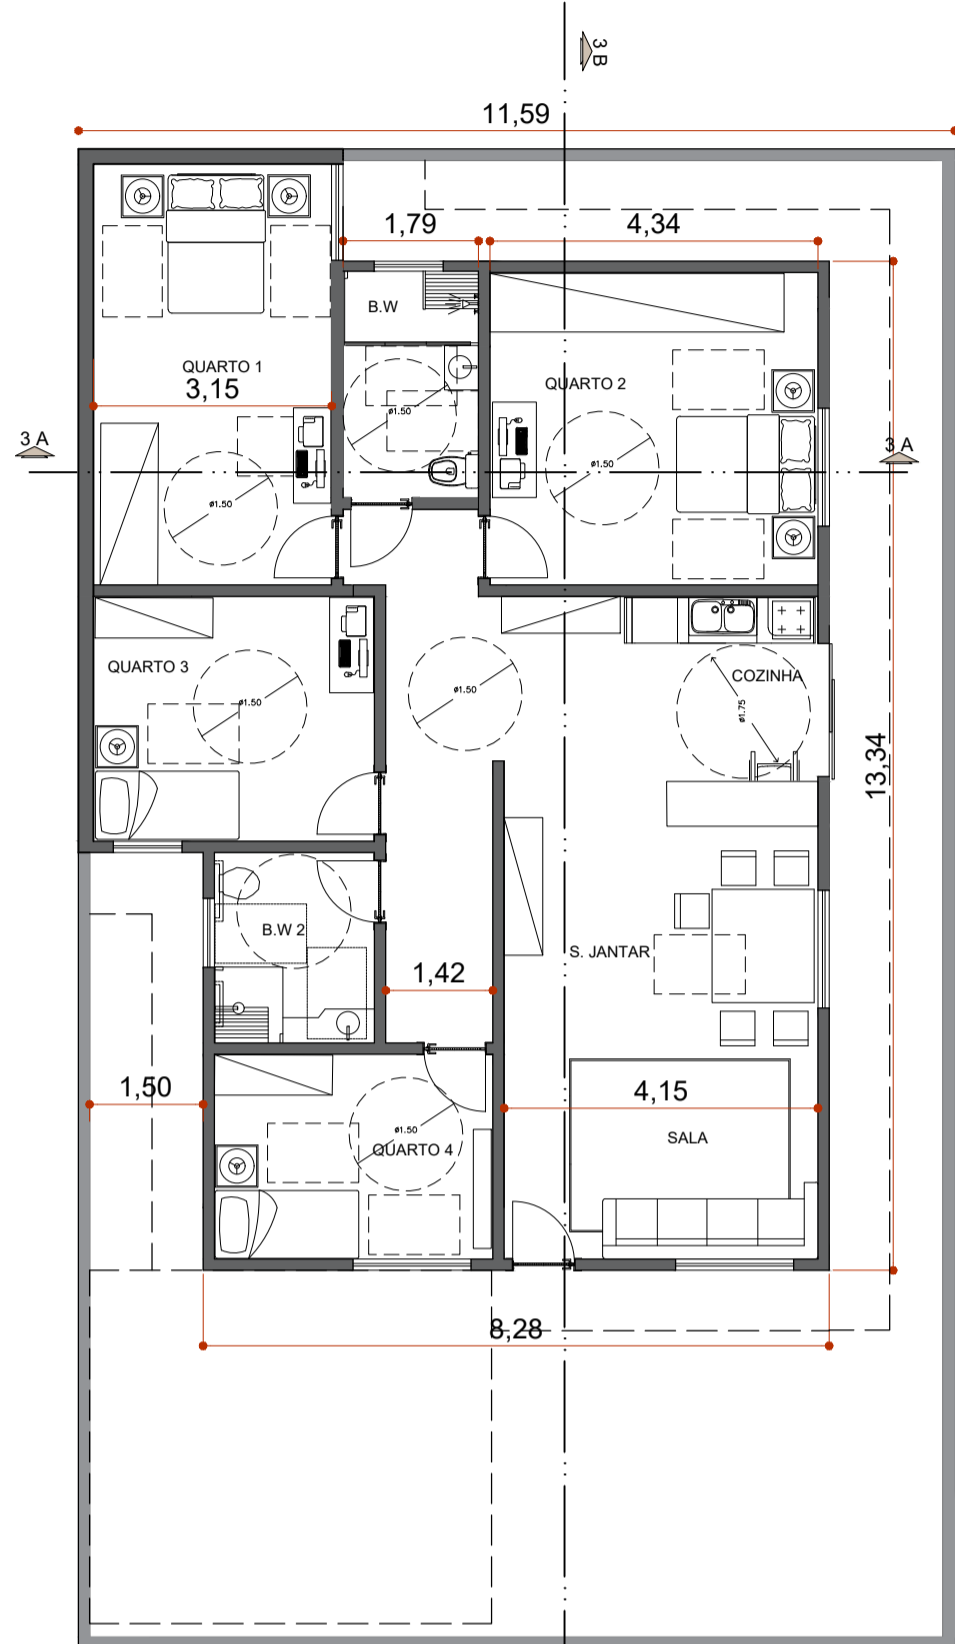 3 B
11,59
1,79
4,34
B.W
QUARTO 1
3,15
QUARTO 2
ø1.50
3 A
3 A
ø1.50
ø1.50
QUARTO 3
COZINHA
ø1.50
ø1.50
ø1.75
13,34
B.W 2
S. JANTAR
1,42
1,50
4,15
SALA
ø1.50
QUARTO 4
8,28